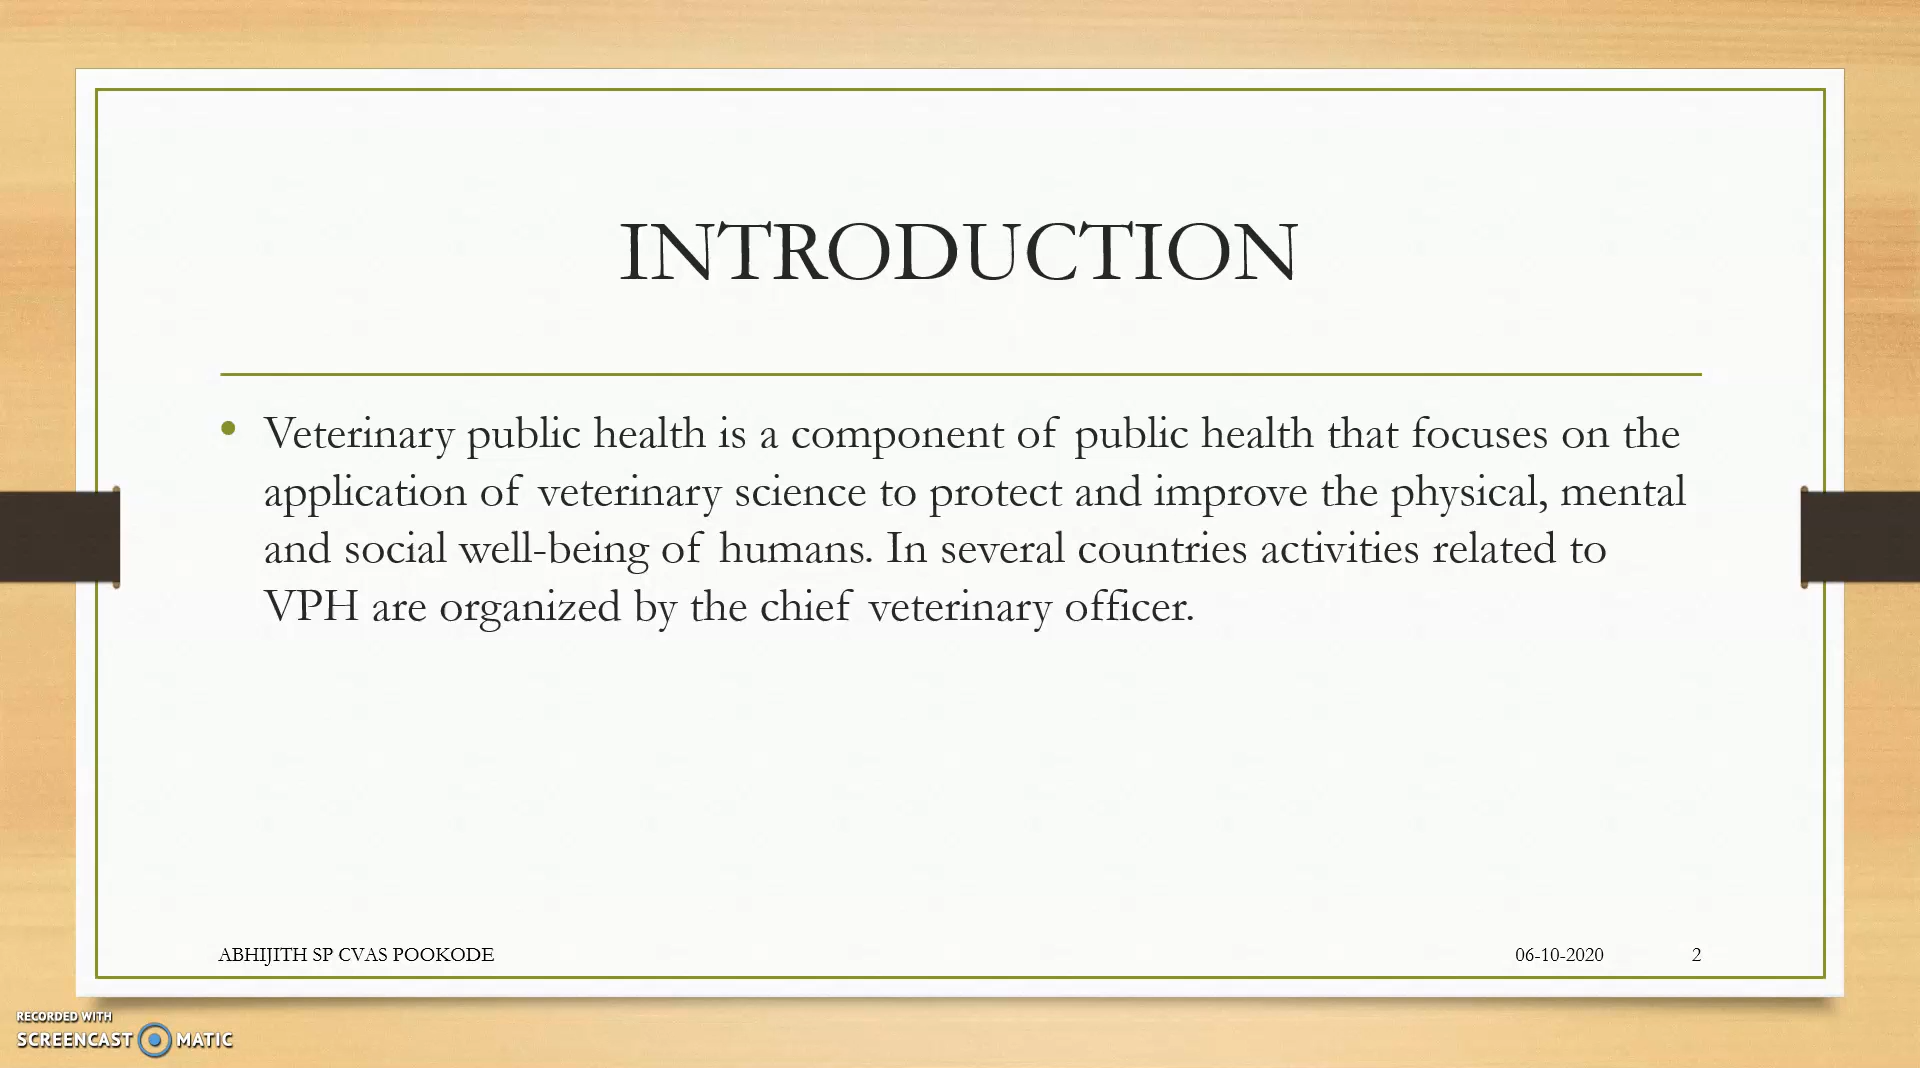 INTRODUCTION
• Veterinary public health is a component of public health that focuses on the
application of veterinary science to protect and improve the physical, mental
and social well-being of humans. In several countries activities related to
VPH are organized by the chief veterinary officer.
ABHIJITH SP CVAS POOKODE 06-10-2020 2
RECORDED WITH
SCREENCAST MATIC